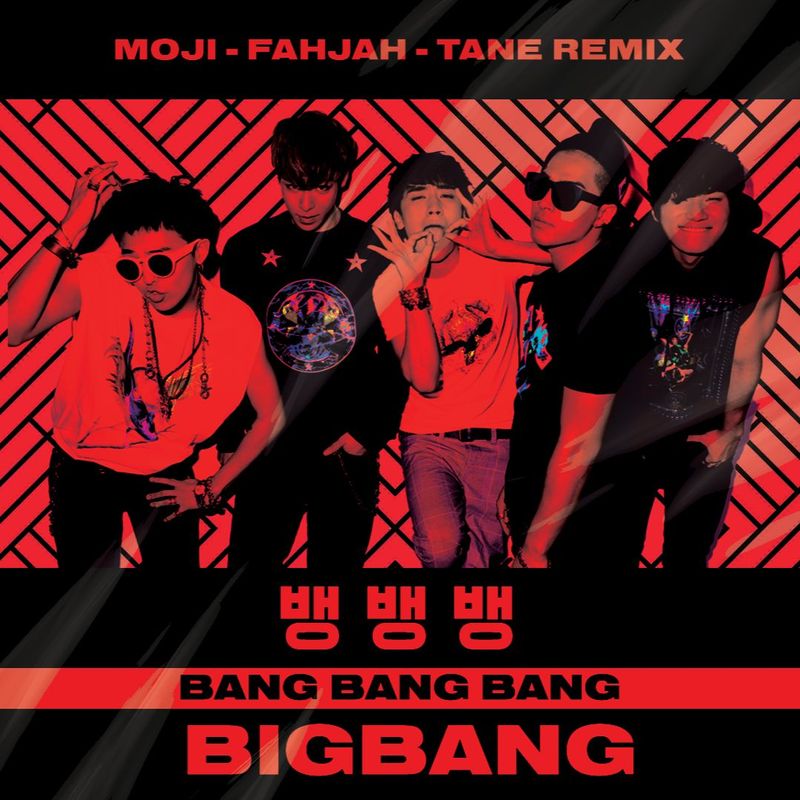 MOJI - FAHJAH - TANE REMIX
뱅 뱅 뱅
BANG BANG BANG
BIGBANG